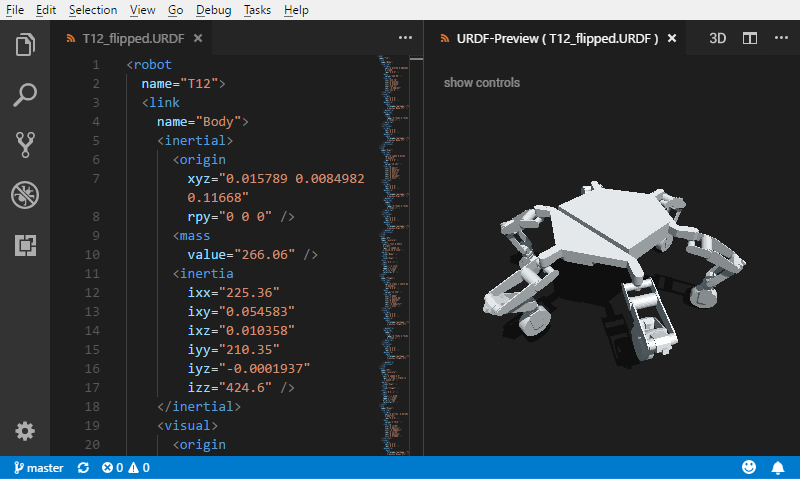 File Edit Selection View Go Debug Tasks Help
T12_flipped.URDF
URDF-Preview ( T12_flipped.URDF )
3D
1 <robot
2 name="T12">
3 <link
4 name="Body">
5 <inertial>
6 <origin
7 xyz="0.015789 0.0084982
0.11668"
8 rpy="0 0 0" />
9 <mass
10 value="266.06" />
11 <inertia
12 ixx="225.36"
13 ixy="0.054583"
14 ixz="0.010358"
15 iyy="210.35"
16 iyz="-0.0001937"
17 izz="424.6" />
18 </inertial>
19 <visual>
20 <origin
show controls
master 0 0